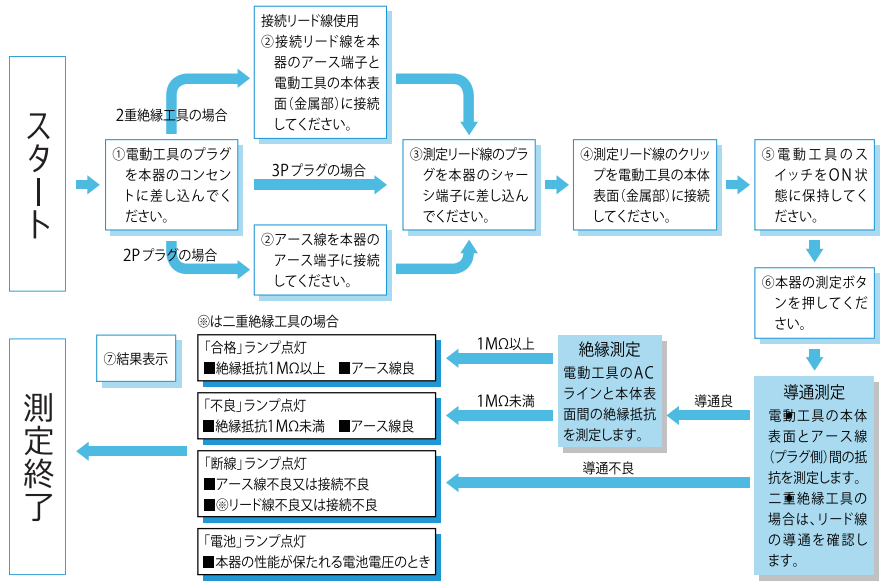 スタート
①電動工具のプラグ
を本器のコンセン
トに差し込んでく
ださい。
2重絶縁工具の場合
接続リード線使用
②接続リード線を本
器のアース端子と
電動工具の本体表
面(金属部)に接続
してください。
3Pプラグの場合
2Pプラグの場合
②アース線を本器の
アース端子に接続
してください。
③測定リード線のプラ
グを本器のシャー
シ端子に差し込ん
でください。
④測定リード線のクリッ
プを電動工具の本体
表面(金属部)に接続
してください。
⑤電動工具のス
イッチをON状
態に保持してく
ださい。
⑥本器の測定ボタ
ンを押してくだ
さい。
導通測定
電動工具の本体
表面とアース線
(プラグ側)間の抵
抗を測定します。
二重絶縁工具の
場合は、リード線
の導通を確認し
ます。
導通良
導通不良
絶縁測定
電動工具のAC
ラインと本体表
面間の絶縁抵抗
を測定します。
1MΩ以上
1MΩ未満
⑦結果表示
※は二重絶縁工具の場合
「合格」ランプ点灯
■絶縁抵抗1MΩ以上 ■アース線良
「不良」ランプ点灯
■絶縁抵抗1MΩ未満 ■アース線良
「断線」ランプ点灯
■アース線不良又は接続不良
■※リード線不良又は接続不良
「電池」ランプ点灯
■本器の性能が保たれる電池電圧のとき
測定終了